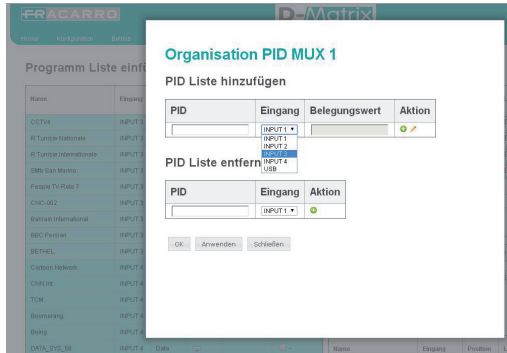 FRACARRO
D-Matrix
Home Konfiguration
Programm Liste einfü
Name Eingang
CCTV4 INPUT 3
R Tunisie Nationale INPUT 3
R Tunisie Internationale INPUT 3
SMtv San Marino INPUT 3
People TV-Rete 7 INPUT 3
CNC-002 INPUT 3
Bahrain International INPUT 3
BBC Persian INPUT 3
BETHEL INPUT 3
Cartoon Network INPUT 4
CNN Int. INPUT 4
TCM INPUT 4
Boomerang INPUT 4
Boing INPUT 4
DATA_SYS_E8 INPUT 4 Data
Organisation PID MUX 1
PID Liste hinzufügen
PID Eingang Belegungswert Aktion
INPUT 1
INPUT 1
INPUT 2
INPUT 3
INPUT 4
USB
PID Liste entfern
PID Eingang Aktion
INPUT 1
OK Anwenden Schließen
Name Eingang Position